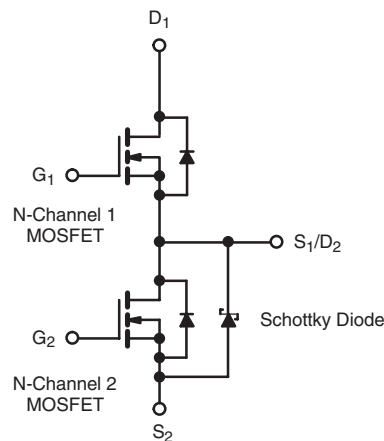 D1
G1
N-Channel 1
MOSFET
S1/D2
G2
Schottky Diode
N-Channel 2
MOSFET
S2